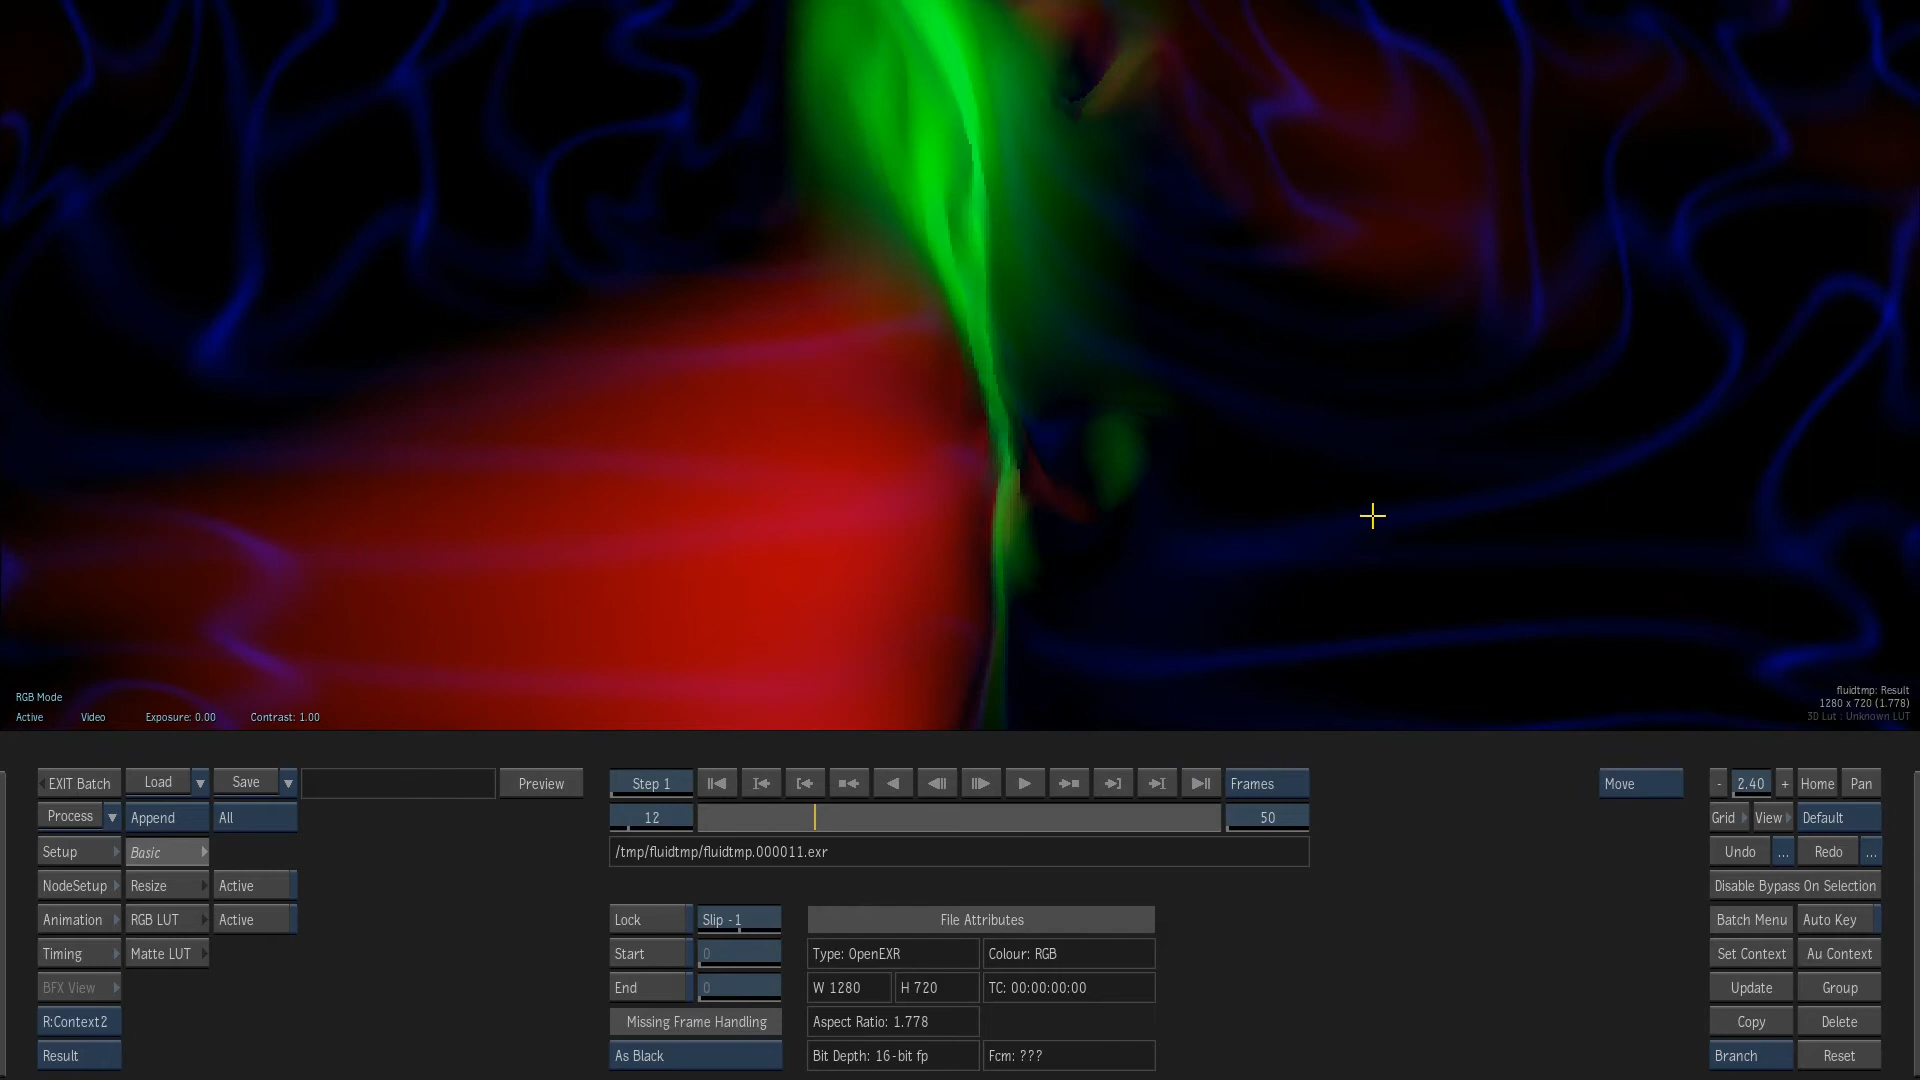 RGB Mode
Active Video Exposure: 0.00 Contrast: 1.00
fluidtmp: Result
1280 x 720 (1.778)
3D Lut : Unknown LUT
EXIT Batch Load Save Preview Step 1 Frames Move - 2.40 + Home Pan
Process Append All 12 50 Grid View Default
Setup Basic /tmp/fluidtmp/fluidtmp.000011.exr Undo ... Redo ...
NodeSetup Resize Active Disable Bypass On Selection
Animation RGB LUT Active Lock Slip -1 File Attributes Batch Menu Auto Key
Timing Matte LUT Start 0 Type: OpenEXR Colour: RGB Set Context Au Context
BFX View End 0 W 1280 H 720 TC: 00:00:00:00 Update Group
R:Context2 Missing Frame Handling Aspect Ratio: 1.778 Copy Delete
Result As Black Bit Depth: 16-bit fp Fcm: ??? Branch Reset